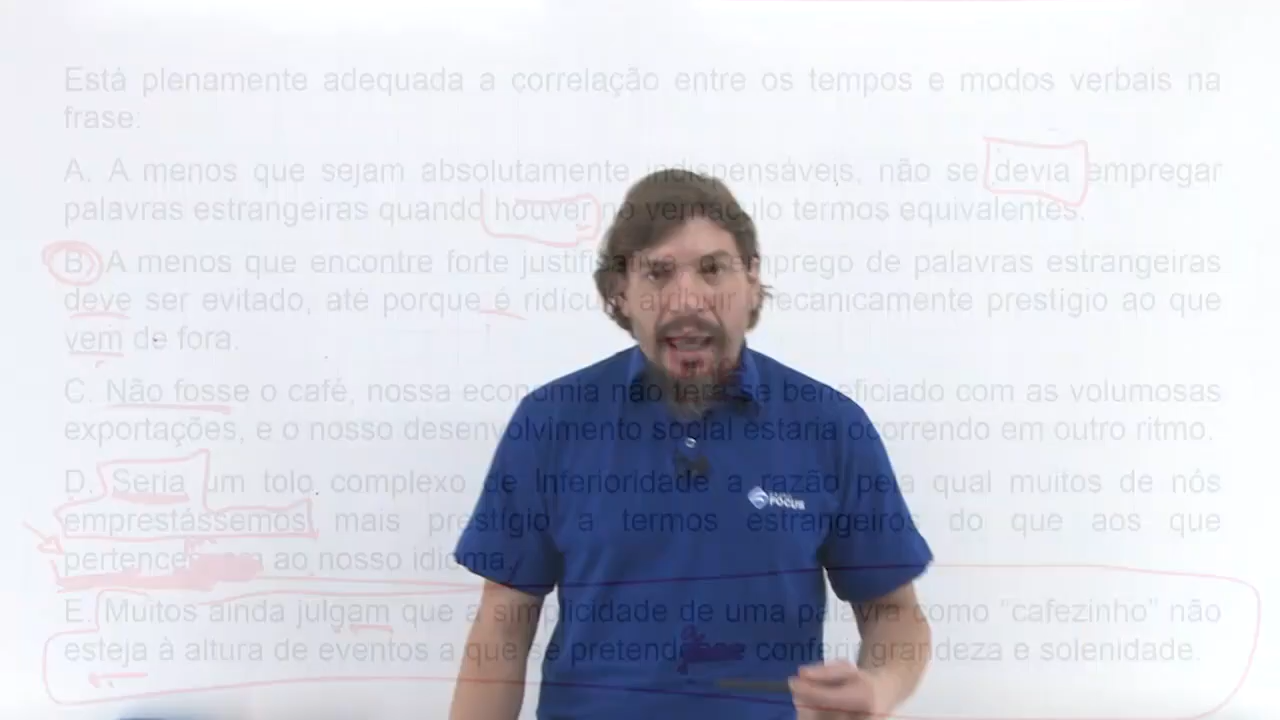 Está plenamente adequada a correlação entre os tempos e modos verbais na
frase:
A. A menos que sejam absolutamente indispensáveis, não se devia empregar
palavras estrangeiras quando houver no vernáculo termos equivalentes.
B) A menos que encontre forte emprego de palavras estrangeiras
deve ser evitado, até porque é mecanicamente prestígio ao que
vem de fora.
C. Não fosse o café, nossa economia não beneficiado com as volumosas
exportações, e o nosso desenvolvimento social estaria ocorrendo em outro ritmo.
D. Seria um tolo complexo de Inferioridade a razão pela qual muitos de nós
emprestássemos mais prestígio a termos estrangeiros do que aos que
ao nosso idioma.
E. Muitos ainda julgam que a simplicidade de uma palavra como "cafezinho" não
esteja à altura de eventos a que se conferir grandeza e solenidade.
FOCUS